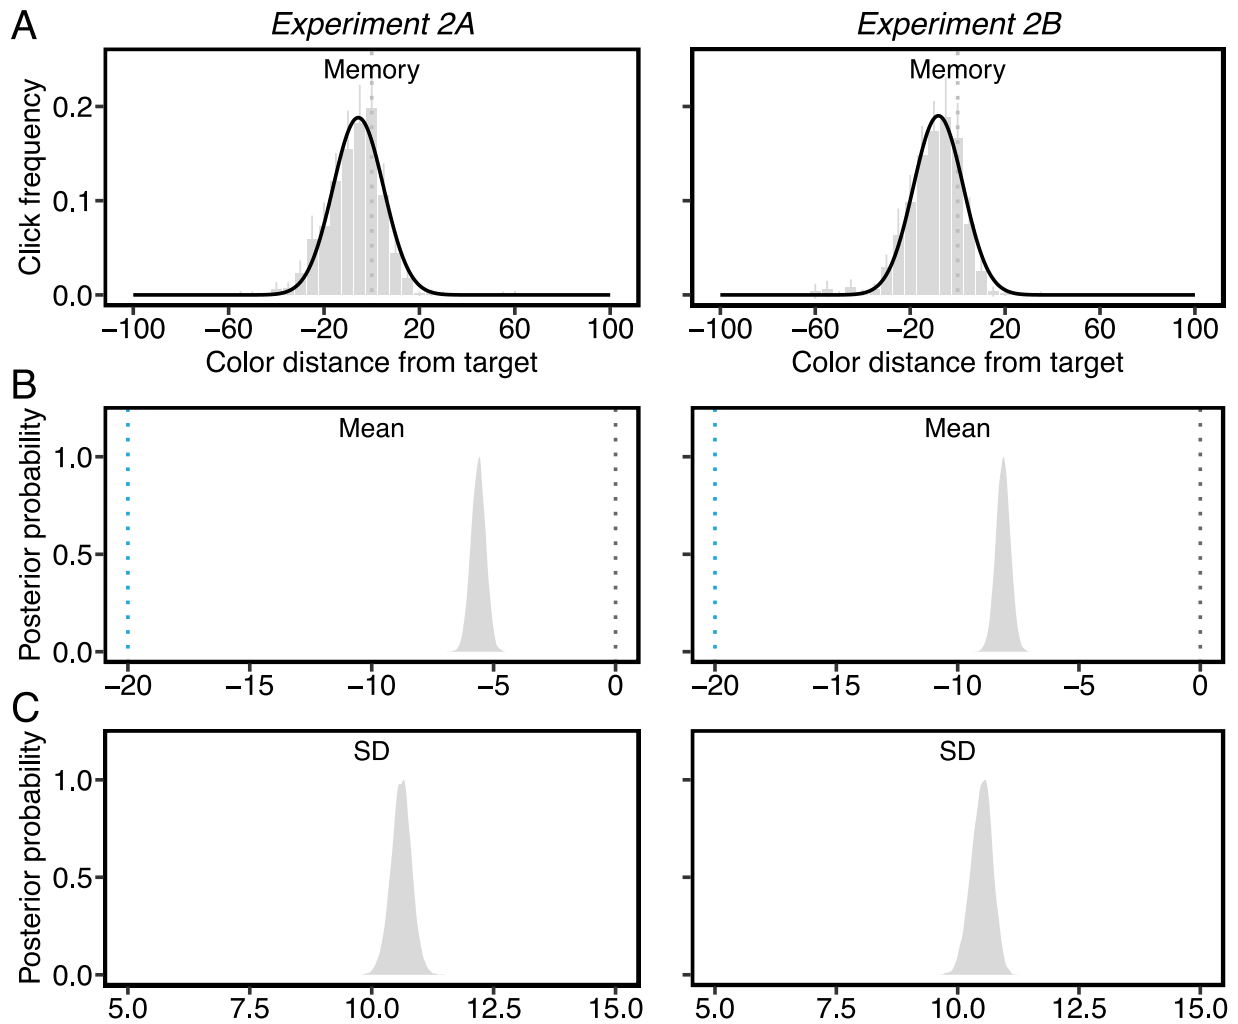 A
Experiment 2A
Experiment 2B
Memory
Memory
Click frequency
0.2
0.1
0.0
−100 −60 −20 20 60 100
−100 −60 −20 20 60 100
Color distance from target
Color distance from target
B
Mean
Mean
Posterior probability
1.0
0.5
0.0
−20 −15 −10 −5 0
−20 −15 −10 −5 0
C
SD
SD
Posterior probability
1.0
0.5
0.0
5.0 7.5 10.0 12.5 15.0
5.0 7.5 10.0 12.5 15.0